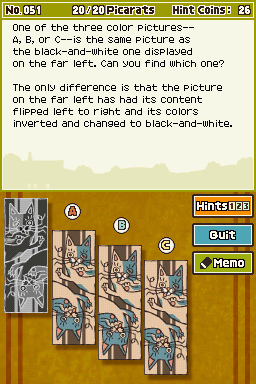 No.051 20/20 Picarats Hint Coins: 26
One of the three color pictures--
A, B, or C--is the same picture as
the black-and-white one displayed
on the far left. Can you find which one?
The only difference is that the picture
on the far left has had its content
flipped left to right and its colors
inverted and changed to black-and-white.
Hints 1 2 3
A
B
Quit
C
Memo